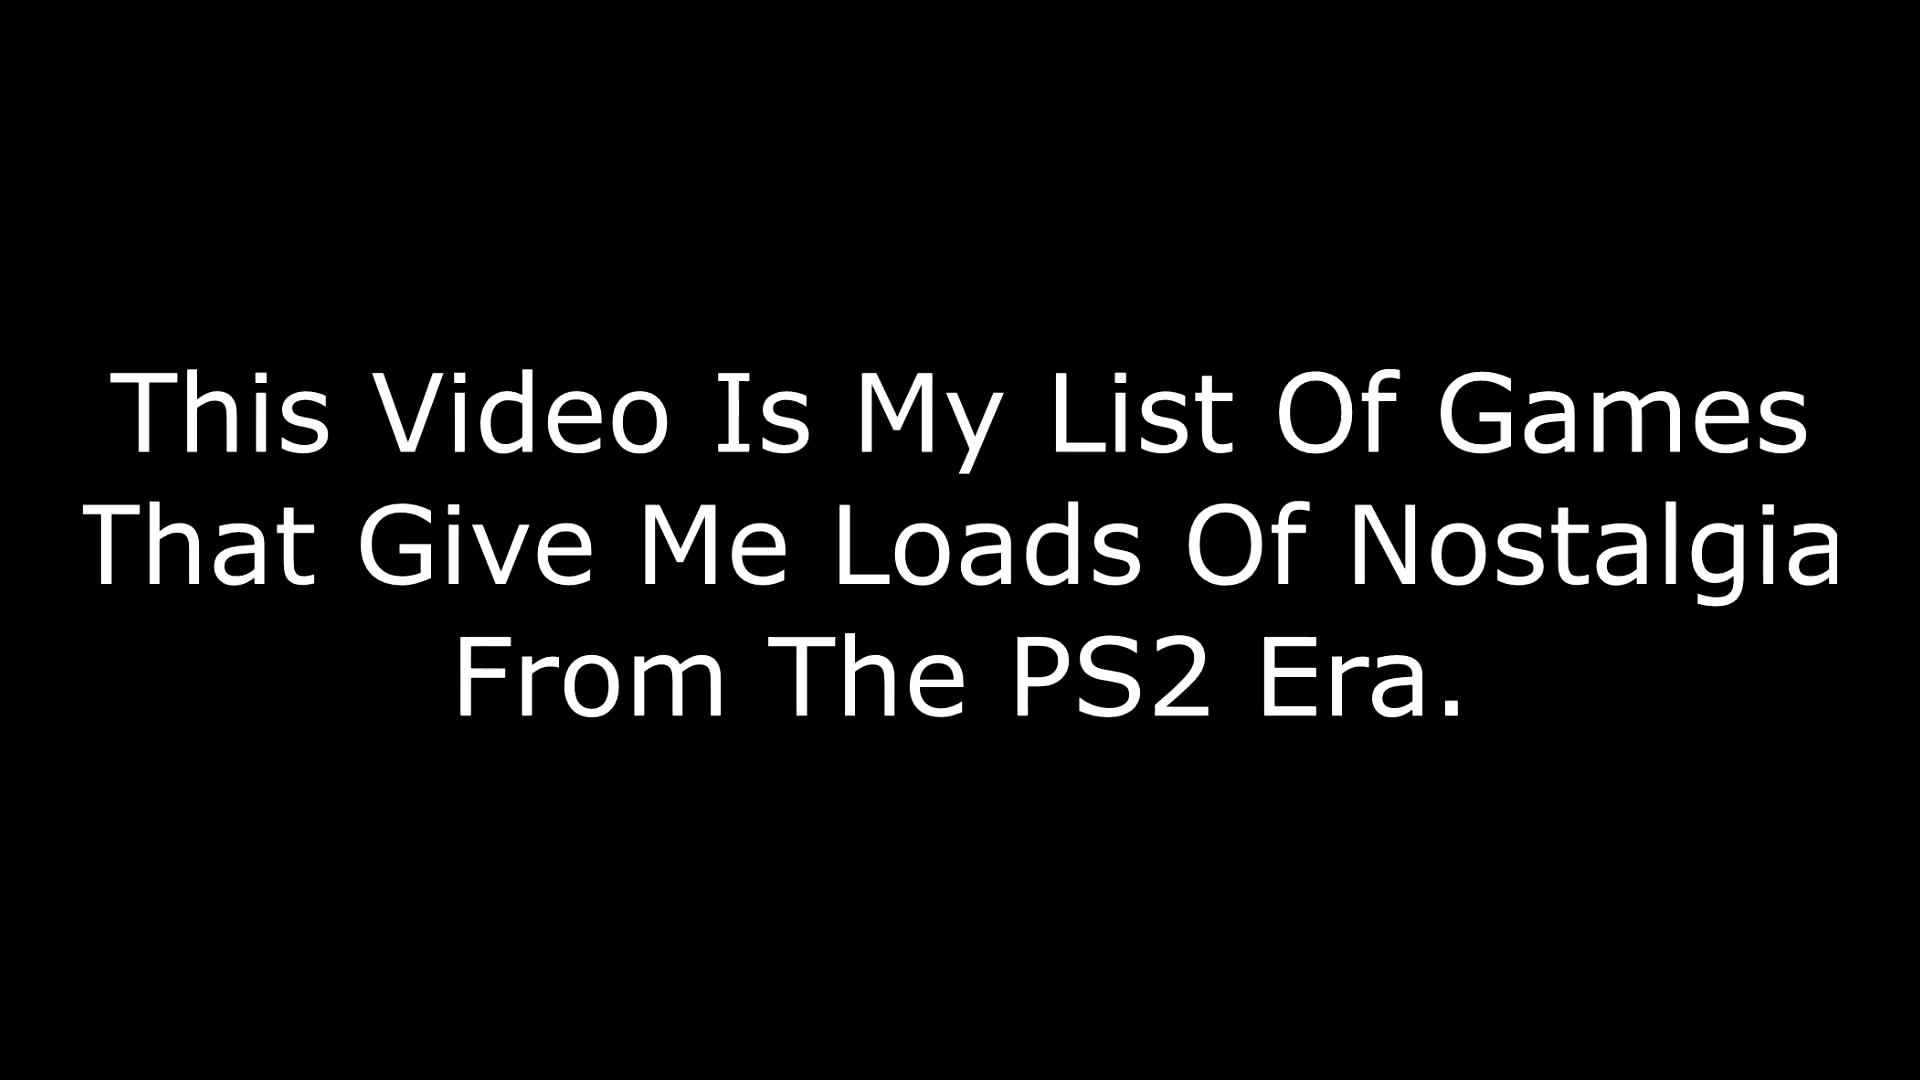 This Video Is My List Of Games
That Give Me Loads Of Nostalgia
From The PS2 Era.